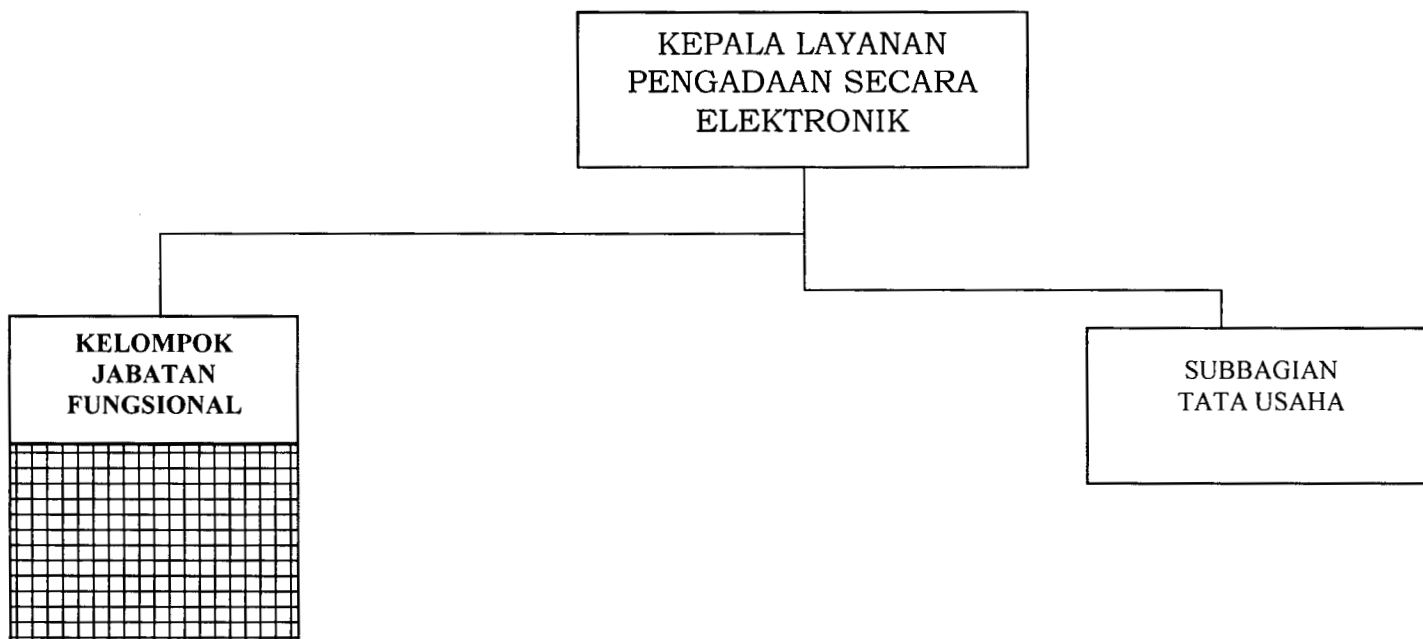 KEPALA LAYANAN
PENGADAAN SECARA
ELEKTRONIK
KELOMPOK
JABATAN
FUNGSIONAL
SUBBAGIAN
TATA USAHA